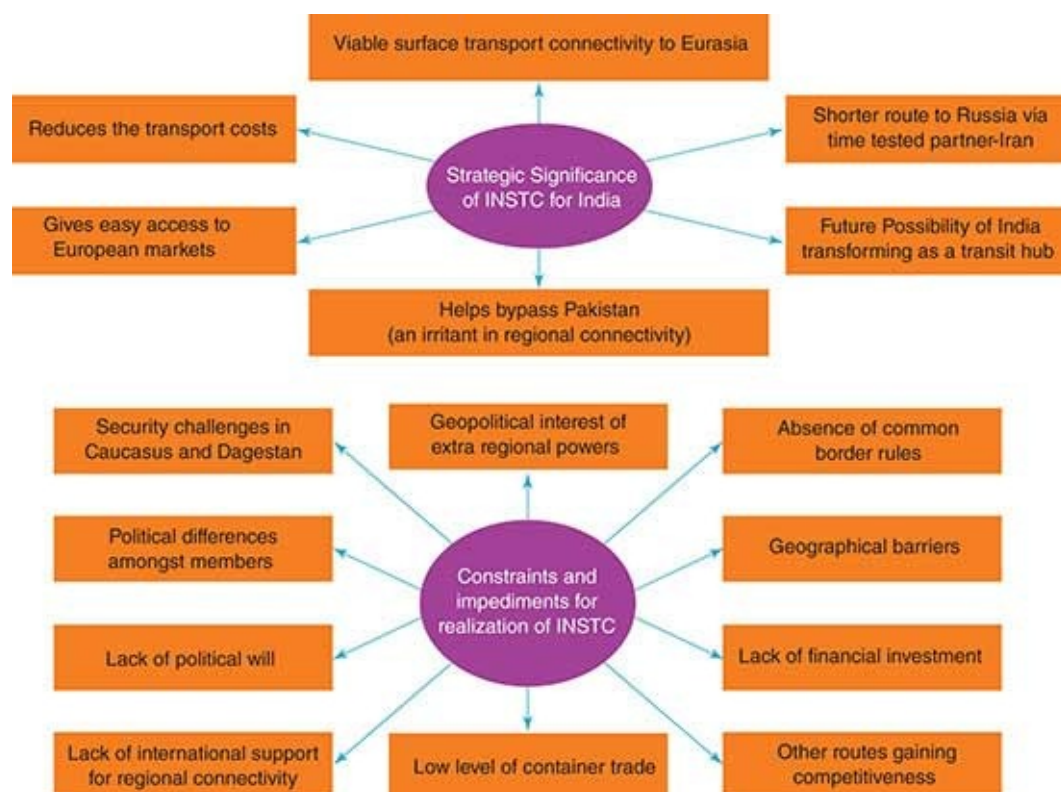 Viable surface transport connectivity to Eurasia
Reduces the transport costs
Shorter route to Russia via
time tested partner-Iran
Strategic Significance
of INSTC for India
Gives easy access to
European markets
Future Possibility of India
transforming as a transit hub
Helps bypass Pakistan
(an irritant in regional connectivity)
Security challenges in
Caucasus and Dagestan
Geopolitical interest of
extra regional powers
Absence of common
border rules
Political differences
amongst members
Constraints and
impediments for
realization of INSTC
Geographical barriers
Lack of political will
Lack of financial investment
Lack of international support
for regional connectivity
Low level of container trade
Other routes gaining
competitiveness